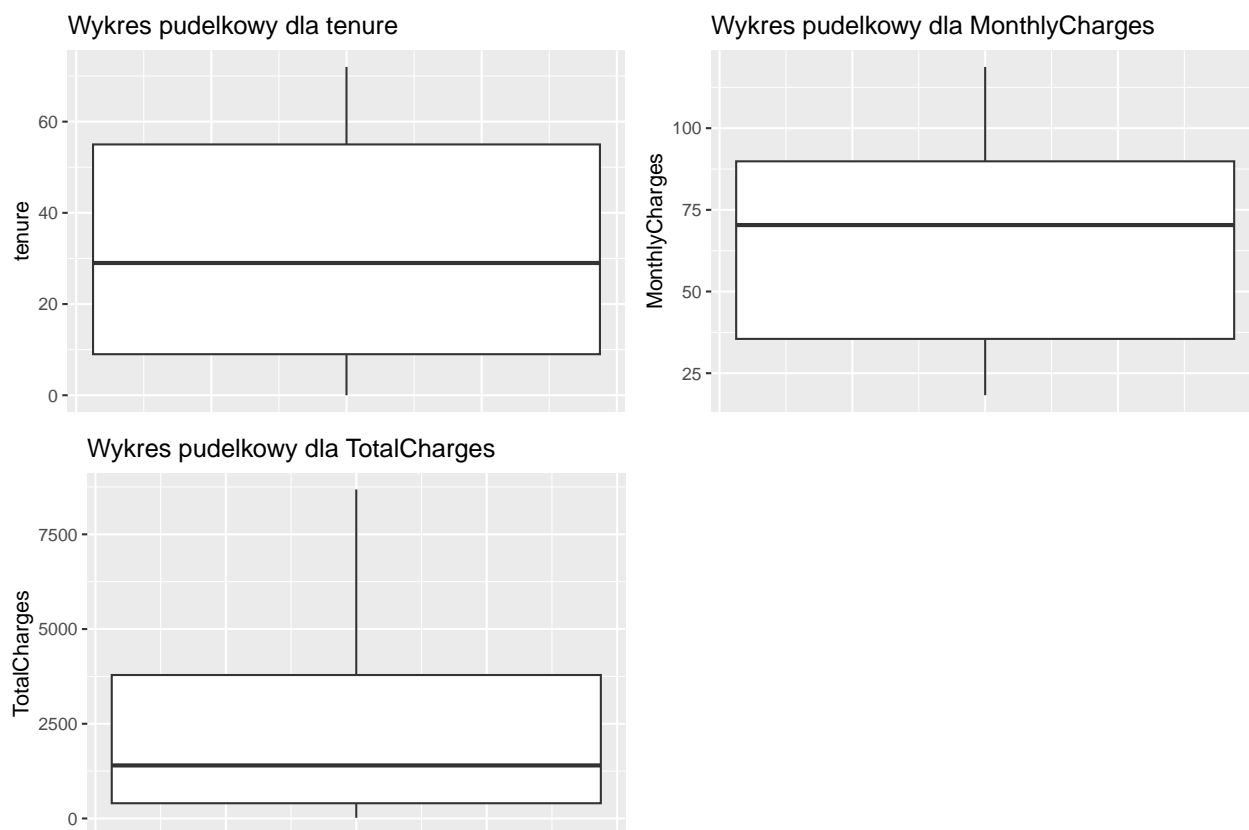 Wykres pudelkowy dla tenure
60
40
20
0
tenure
Wykres pudelkowy dla MonthlyCharges
100
75
50
25
MonthlyCharges
Wykres pudelkowy dla TotalCharges
7500
5000
2500
0
TotalCharges